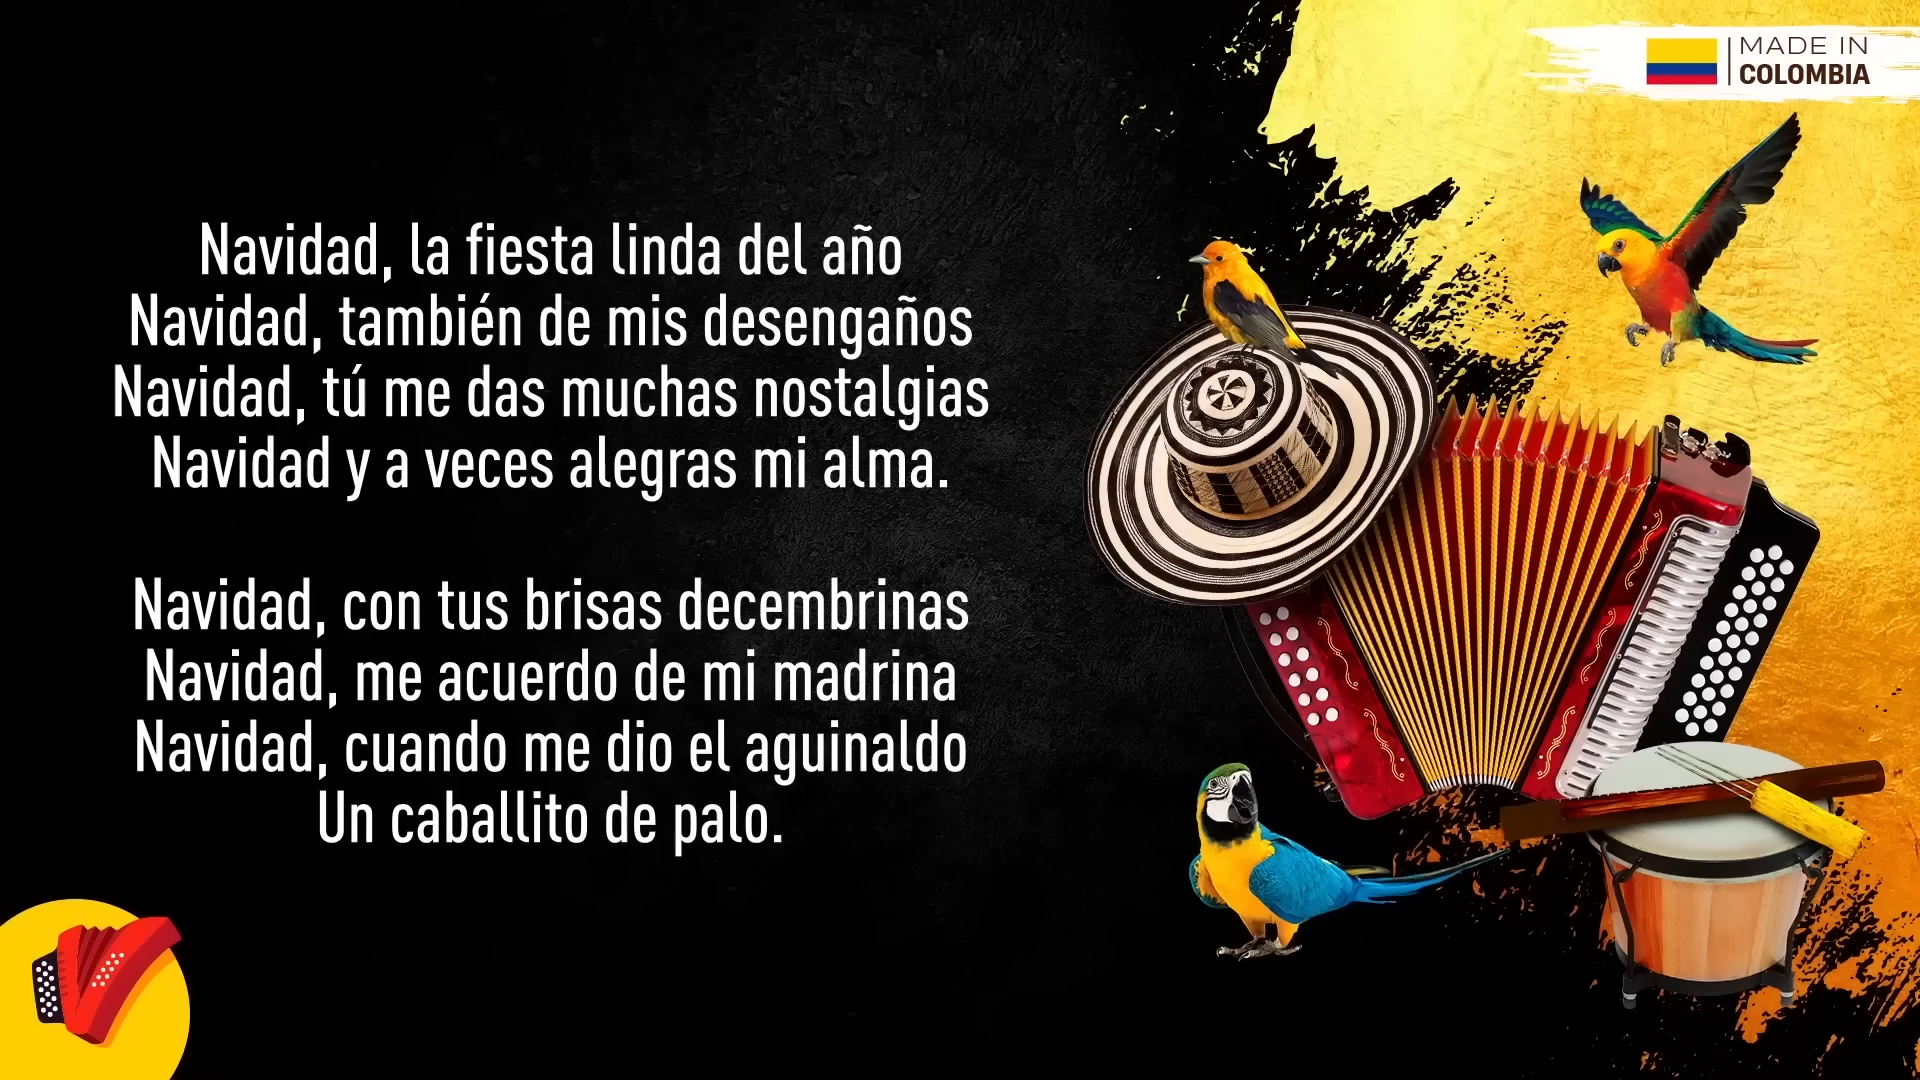 MADE IN
COLOMBIA
Navidad, la fiesta linda del año
Navidad, también de mis desengaños
Navidad, tú me das muchas nostalgias
Navidad y a veces alegras mi alma.
Navidad, con tus brisas decembrinas
Navidad, me acuerdo de mi madrina
Navidad, cuando me dio el aguinaldo
Un caballito de palo.